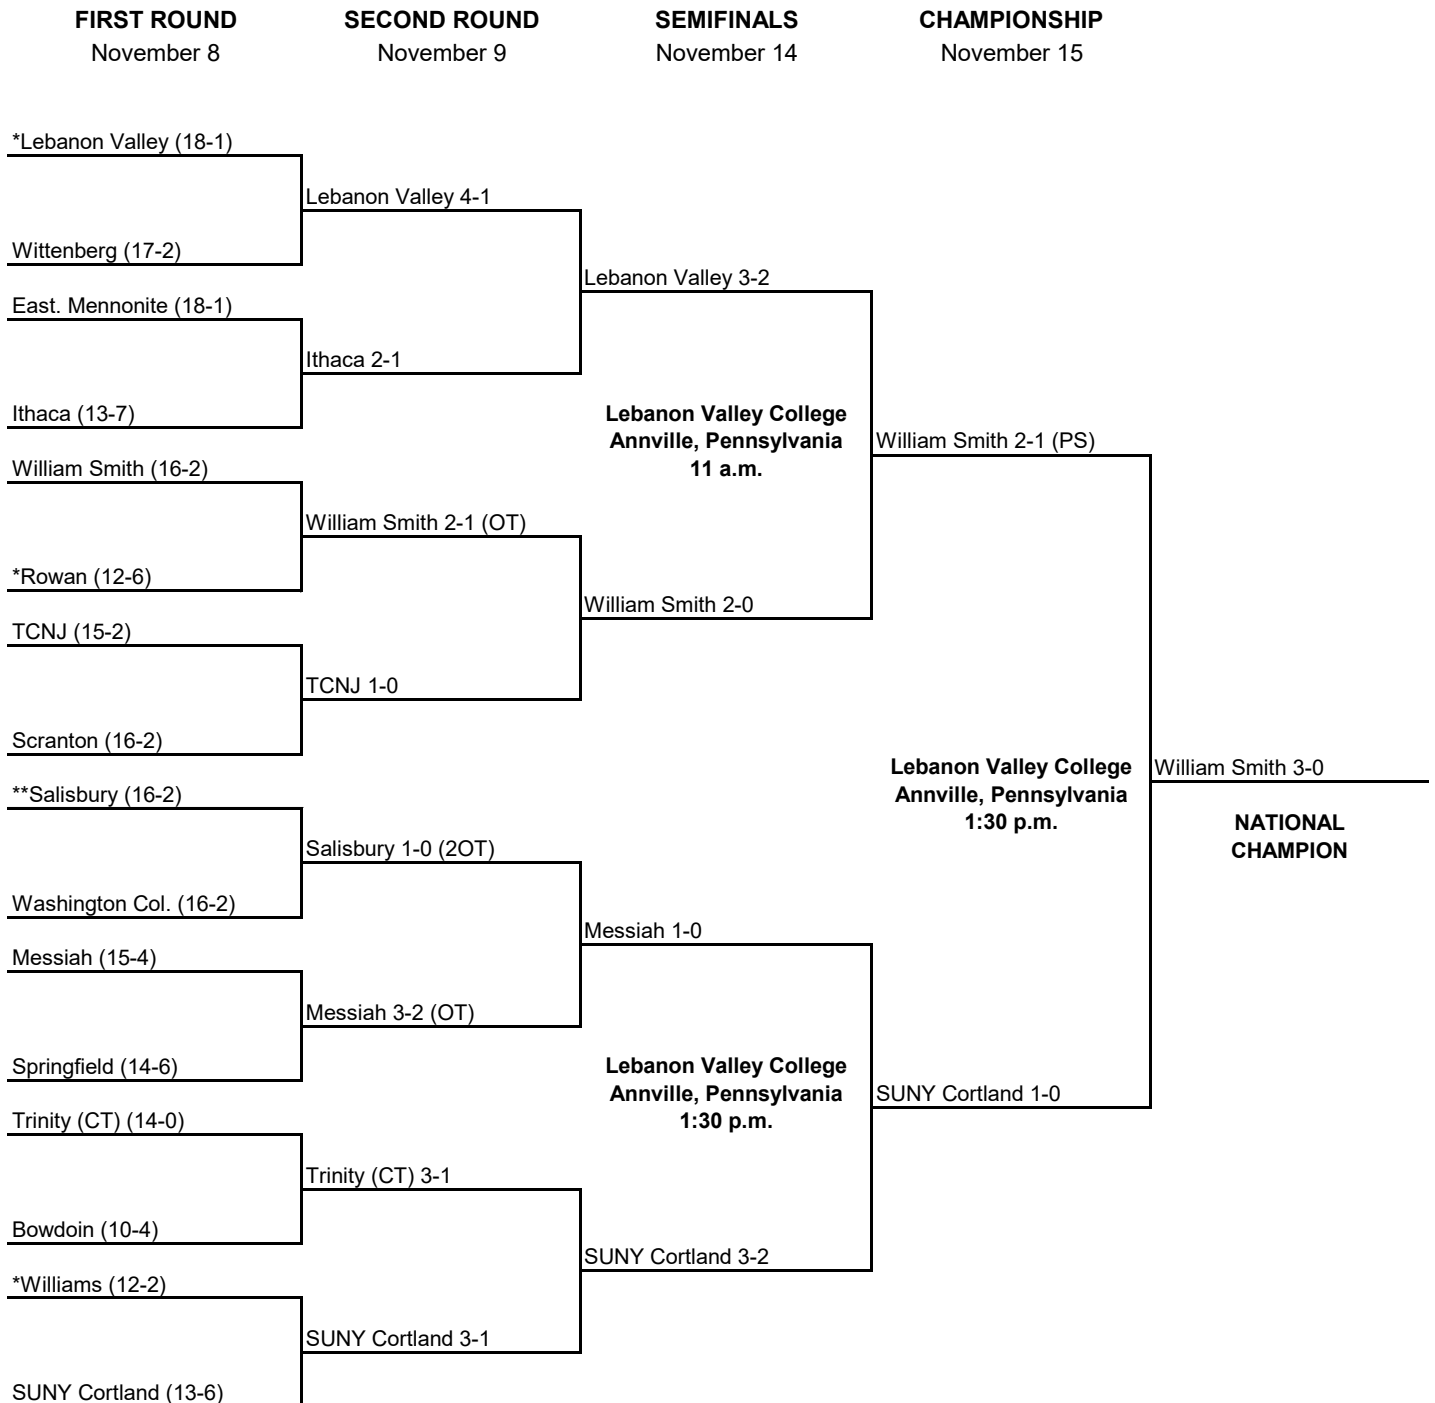 FIRST ROUND
November 8
SECOND ROUND
November 9
SEMIFINALS
November 14
CHAMPIONSHIP
November 15
*Lebanon Valley (18-1)
Wittenberg (17-2)
East. Mennonite (18-1)
Ithaca (13-7)
William Smith (16-2)
*Rowan (12-6)
TCNJ (15-2)
Scranton (16-2)
**Salisbury (16-2)
Washington Col. (16-2)
Messiah (15-4)
Springfield (14-6)
Trinity (CT) (14-0)
Bowdoin (10-4)
*Williams (12-2)
SUNY Cortland (13-6)
Lebanon Valley 4-1
Ithaca 2-1
William Smith 2-1 (OT)
TCNJ 1-0
Salisbury 1-0 (2OT)
Messiah 3-2 (OT)
Trinity (CT) 3-1
SUNY Cortland 3-1
Lebanon Valley 3-2
Lebanon Valley College
Annville, Pennsylvania
11 a.m.
William Smith 2-0
Messiah 1-0
Lebanon Valley College
Annville, Pennsylvania
1:30 p.m.
SUNY Cortland 3-2
William Smith 2-1 (PS)
Lebanon Valley College
Annville, Pennsylvania
1:30 p.m.
SUNY Cortland 1-0
William Smith 3-0
NATIONAL
CHAMPION